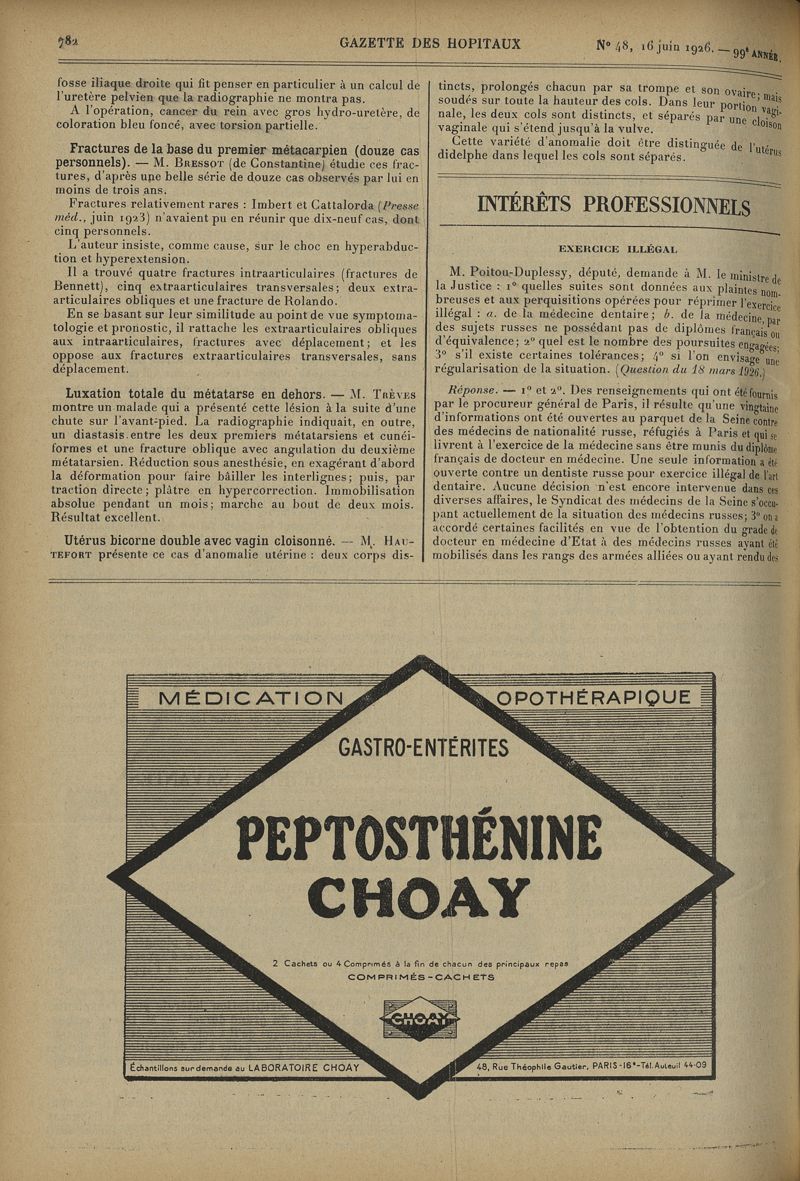 782
GAZETTE DES HOPITAUX
N° 48, 16 juin 1926. — 99e ANNÉE.
fosse iliaque droite qui fit penser en particulier à un calcul de
l'uretère pelvien que la radiographie ne montra pas.
A l'opération, cancer du rein avec gros hydro-uretère, de
coloration bleu foncé, avec torsion partielle.
Fractures de la base du premier métacarpien (douze cas
personnels). — M. BRESSOT (de Constantine) étudie ces frac-
tures, d'après une belle série de douze cas observés par lui en
moins de trois ans.
Fractures relativement rares : Imbert et Cattalorda (Presse
méd., juin 1923) n'avaient pu en réunir que dix-neuf cas, dont
cinq personnels.
L'auteur insiste, comme cause, sur le choc en hyperabduc-
tion et hyperextension.
Il a trouvé quatre fractures intraarticulaires (fractures de
Bennett), cinq extraarticulaires transversales; deux extra-
articulaires obliques et une fracture de Rolando.
En se basant sur leur similitude au point de vue symptoma-
tologie et pronostic, il rattache les extraarticulaires obliques
aux intraarticulaires, fractures avec déplacement; et les
oppose aux fractures extraarticulaires transversales, sans
déplacement.
Luxation totale du métatarse en dehors. — M. TRÈVES
montre un malade qui a présenté cette lésion à la suite d'une
chute sur l'avant-pied. La radiographie indiquait, en outre,
un diastasis entre les deux premiers métatarsiens et cunéi-
formes et une fracture oblique avec angulation du deuxième
métatarsien. Réduction sous anesthésie, en exagérant d'abord
la déformation pour faire bâiller les interlignes; puis, par
traction directe; plâtre en hypercorrection. Immobilisation
absolue pendant un mois; marche au bout de deux mois.
Résultat excellent.
Utérus bicorne double avec vagin cloisonné. — M. HAU-
TEFORT présente ce cas d'anomalie utérine : deux corps dis-
tincts, prolongés chacun par sa trompe et son ovaire; mais
soudés sur toute la hauteur des cols. Dans leur portion vagi-
nale, les deux cols sont distincts, et séparés par une cloison
vaginale qui s'étend jusqu'à la vulve.
Cette variété d'anomalie doit être distinguée de l'utérus
didelphe dans lequel les cols sont séparés.
INTÉRÊTS PROFESSIONNELS
EXERCICE ILLÉGAL
M. Poitou-Duplessy, député, demande à M. le ministre de
la Justice : 1° quelles suites sont données aux plaintes nom-
breuses et aux perquisitions opérées pour réprimer l'exercice
illégal : a. de la médecine dentaire; b. de la médecine, par
des sujets russes ne possédant pas de diplômes français ou
d'équivalence; 2° quel est le nombre des poursuites engagées;
3° s'il existe certaines tolérances; 4° si l'on envisage une
régularisation de la situation. (Question du 18 mars 1926.)
Réponse. — 1° et 2°. Des renseignements qui ont été fournis
par le procureur général de Paris, il résulte qu'une vingtaine
d'informations ont été ouvertes au parquet de la Seine contre
des médecins de nationalité russe, réfugiés à Paris et qui se
livrent à l'exercice de la médecine sans être munis du diplôme
français de docteur en médecine. Une seule information a été
ouverte contre un dentiste russe pour exercice illégal de l'art
dentaire. Aucune décision n'est encore intervenue dans ces
diverses affaires, le Syndicat des médecins de la Seine s'occu-
pant actuellement de la situation des médecins russes; 3° on a
accordé certaines facilités en vue de l'obtention du grade de
docteur en médecine d'Etat à des médecins russes ayant été
mobilisés dans les rangs des armées alliées ou ayant rendu des
MÉDICATION OPOTHÉRAPIQUE
GASTRO-ENTÉRITES
PEPTOSTHÉNINE
CHOAY
2 Cachets ou 4 Comprimés à la fin de chacun des principaux repas
COMPRIMÉS - CACHETS
CHOAY
Échantillons sur demande au LABORATOIRE CHOAY
48, Rue Théophile Gautier, PARIS-16e-Tél. Auteuil 44-09